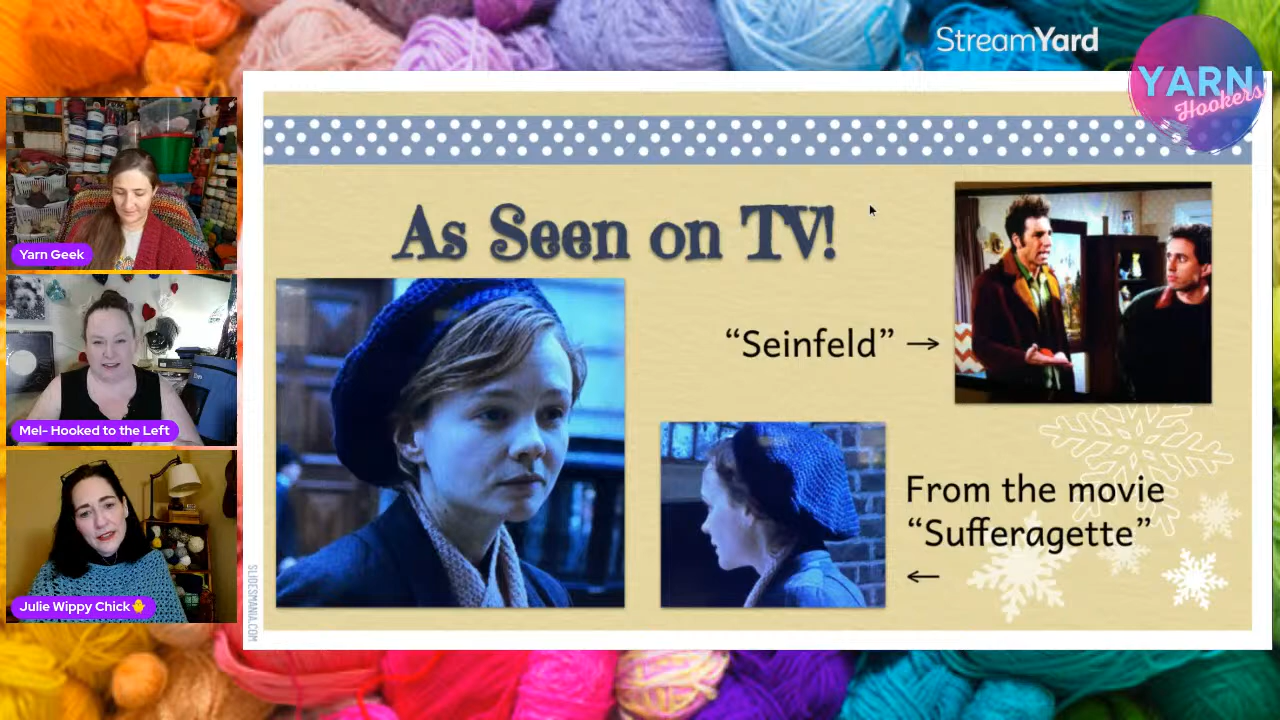 StreamYard
YARN
Hookers
As Seen on TV!
“Seinfeld” →
From the movie
“Sufferagette”
←
Yarn Geek
Mel- Hooked to the Left
Julie Wippy Chick🐥
SLIDESMANIA.COM